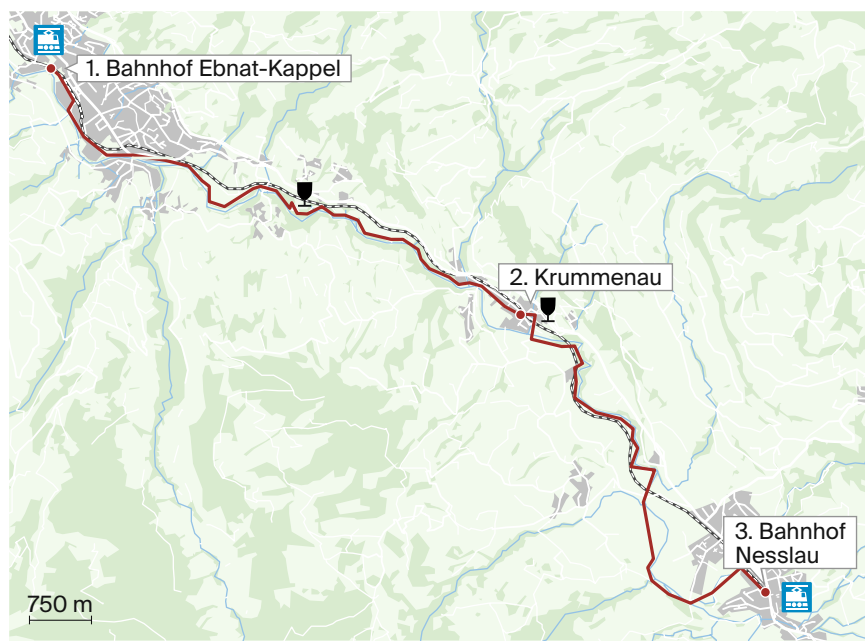 1. Bahnhof Ebnat-Kappel
2. Krummenau
3. Bahnhof
Nesslau
750 m